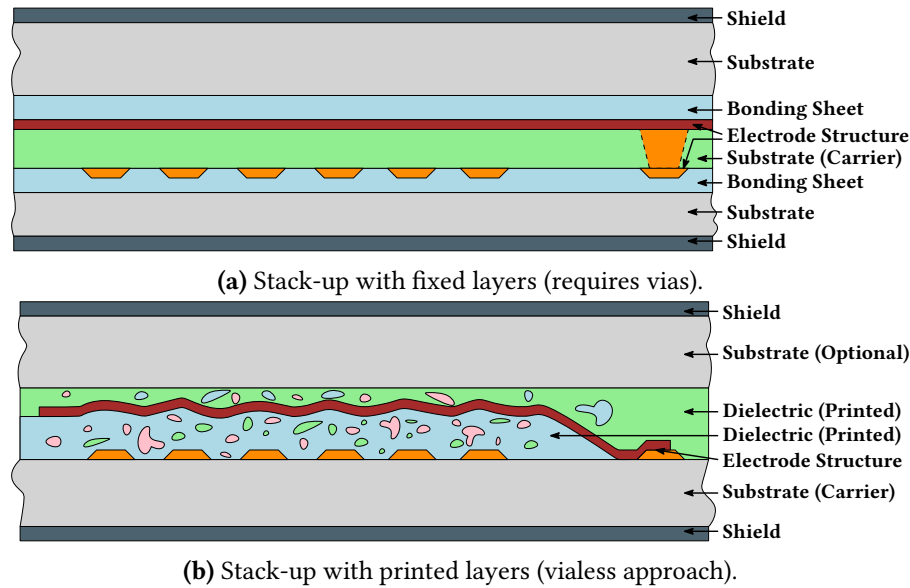 Shield
Substrate
Bonding Sheet
Electrode Structure
Substrate (Carrier)
Bonding Sheet
Substrate
Shield
(a) Stack-up with fixed layers (requires vias).
Shield
Substrate (Optional)
Dielectric (Printed)
Dielectric (Printed)
Electrode Structure
Substrate (Carrier)
Shield
(b) Stack-up with printed layers (vialess approach).